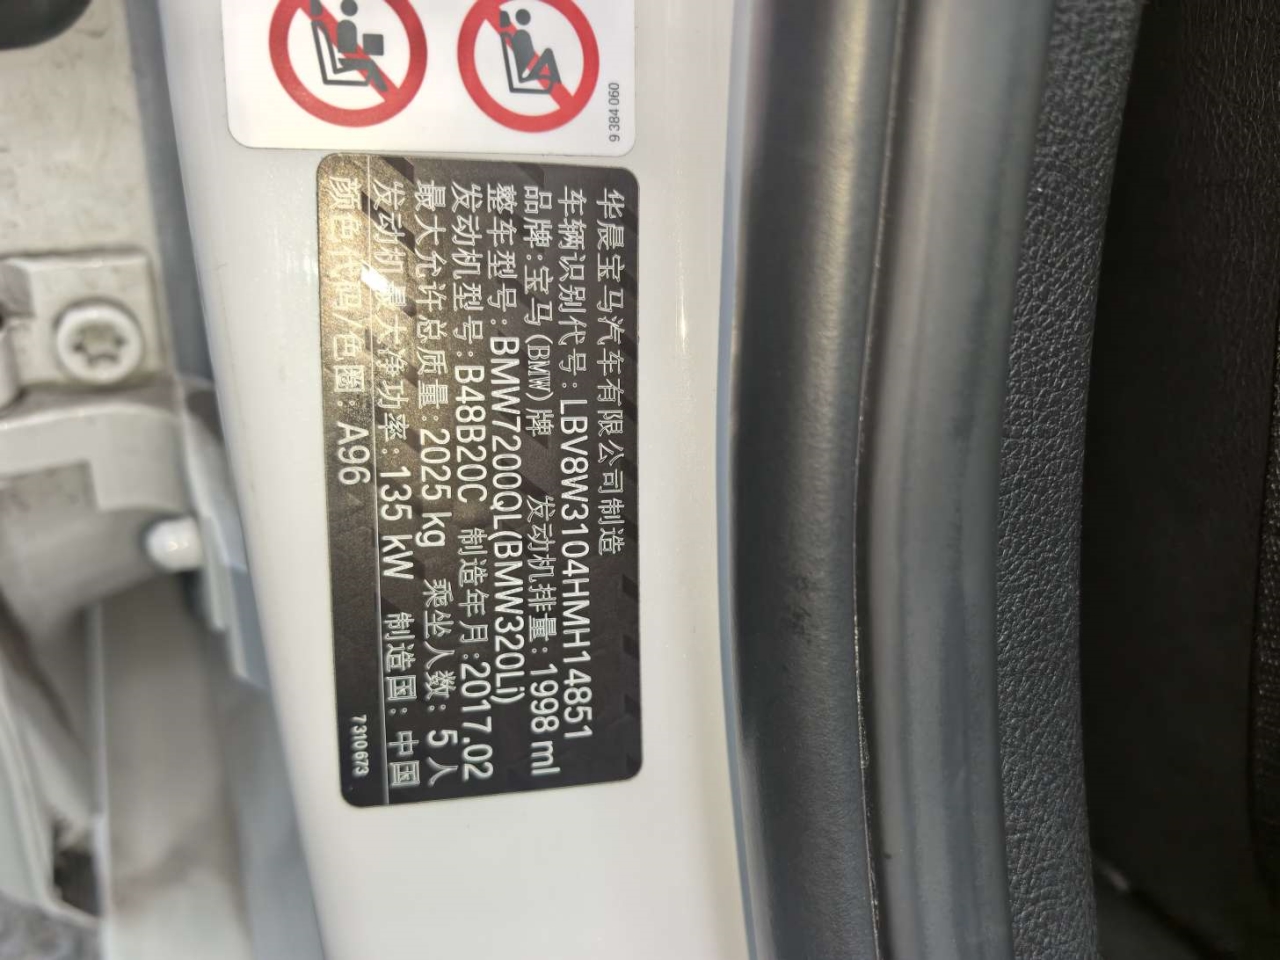 9 384 060
华晨宝马汽车有限公司制造
车辆识别代号:LBV8W3104HMH14851
品牌:宝马(BMW)牌 发动机排量:1998 ml
整车型号:BMW7200QL(BMW320Li)
发动机型号:B48B20C 制造年月:2017.02
最大允许总质量:2025 kg 乘坐人数:5人
发动机最大净功率:135 kW 制造国:中国
颜色代码/色圈:A96
7310673